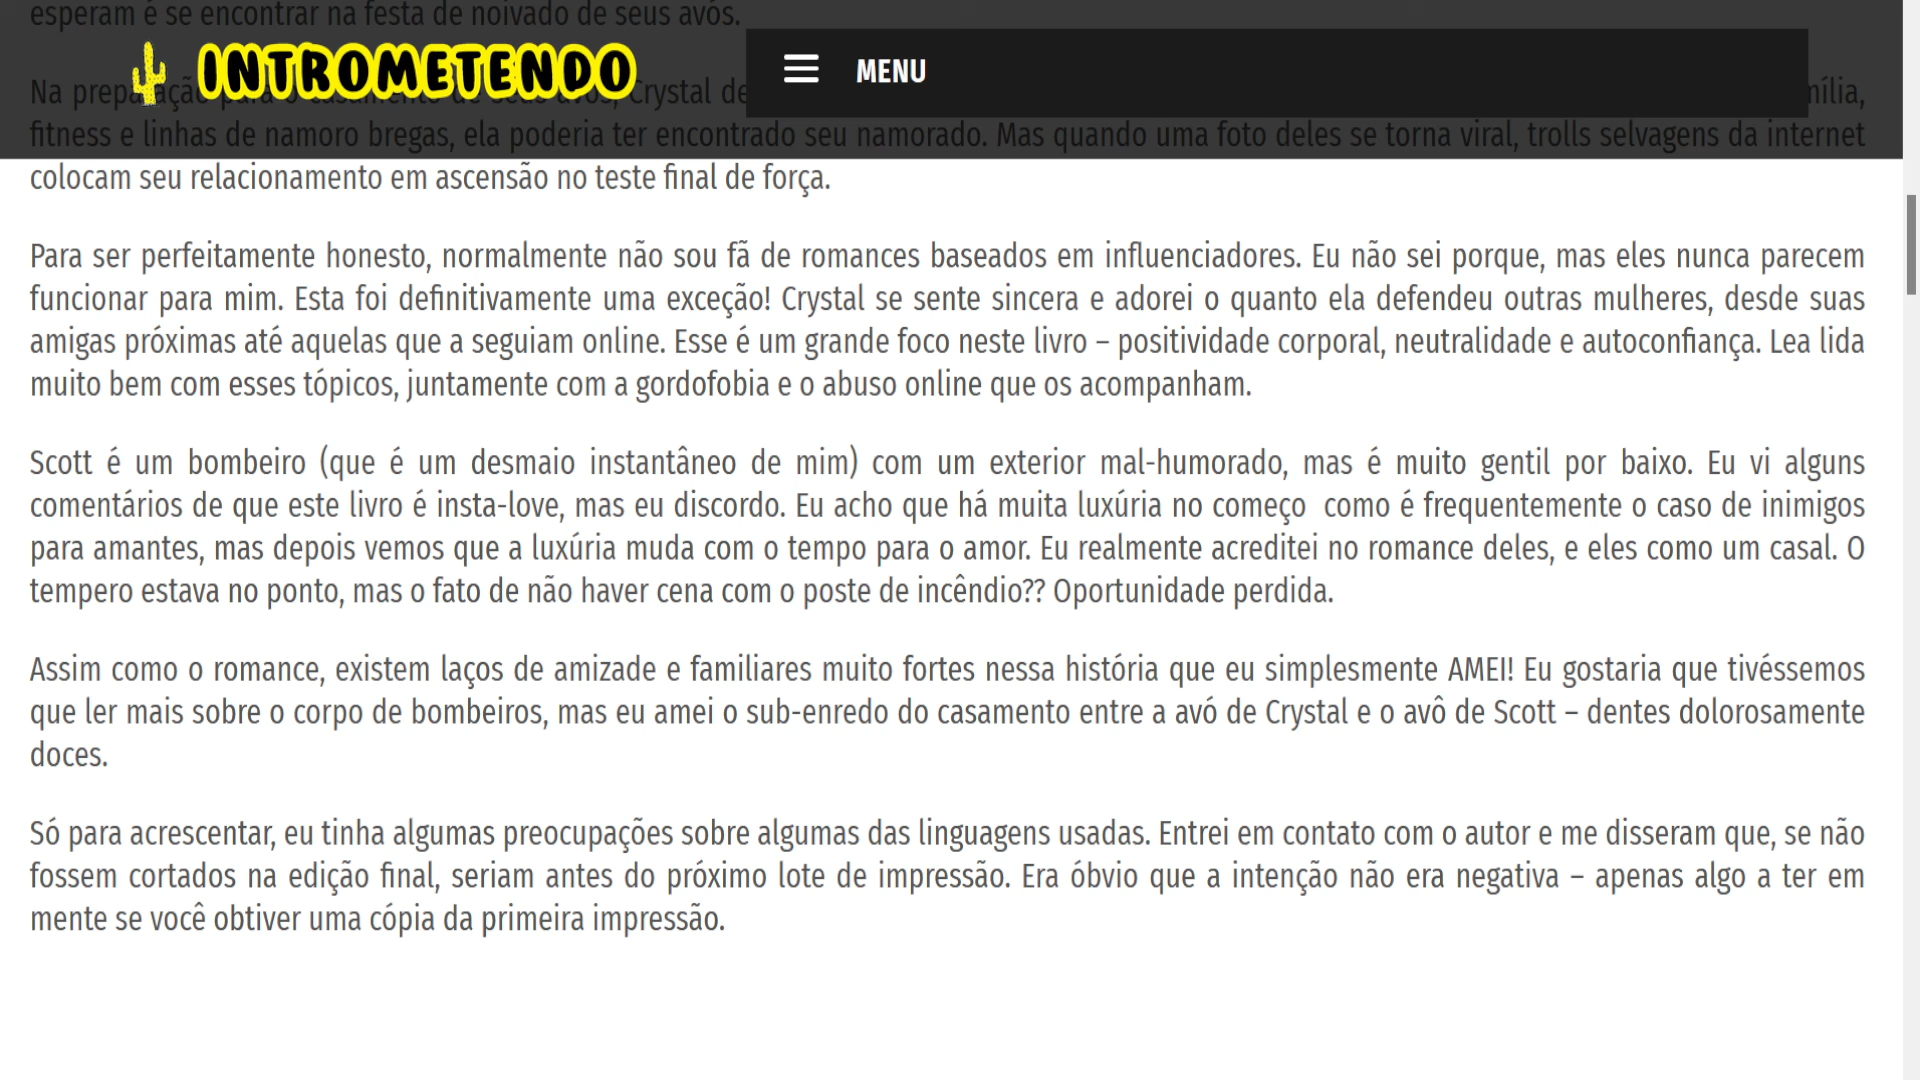 esperam é se encontrar na festa de noivado de seus avós.
INTROMETENDO
MENU
Na preparação para o casamento de seus avós, Crystal de mília,
fitness e linhas de namoro bregas, ela poderia ter encontrado seu namorado. Mas quando uma foto deles se torna viral, trolls selvagens da internet
colocam seu relacionamento em ascensão no teste final de força.
Para ser perfeitamente honesto, normalmente não sou fã de romances baseados em influenciadores. Eu não sei porque, mas eles nunca parecem
funcionar para mim. Esta foi definitivamente uma exceção! Crystal se sente sincera e adorei o quanto ela defendeu outras mulheres, desde suas
amigas próximas até aquelas que a seguiam online. Esse é um grande foco neste livro – positividade corporal, neutralidade e autoconfiança. Lea lida
muito bem com esses tópicos, juntamente com a gordofobia e o abuso online que os acompanham.
Scott é um bombeiro (que é um desmaio instantâneo de mim) com um exterior mal-humorado, mas é muito gentil por baixo. Eu vi alguns
comentários de que este livro é insta-love, mas eu discordo. Eu acho que há muita luxúria no começo  como é frequentemente o caso de inimigos
para amantes, mas depois vemos que a luxúria muda com o tempo para o amor. Eu realmente acreditei no romance deles, e eles como um casal. O
tempero estava no ponto, mas o fato de não haver cena com o poste de incêndio?? Oportunidade perdida.
Assim como o romance, existem laços de amizade e familiares muito fortes nessa história que eu simplesmente AMEI! Eu gostaria que tivéssemos
que ler mais sobre o corpo de bombeiros, mas eu amei o sub-enredo do casamento entre a avó de Crystal e o avô de Scott – dentes dolorosamente
doces.
Só para acrescentar, eu tinha algumas preocupações sobre algumas das linguagens usadas. Entrei em contato com o autor e me disseram que, se não
fossem cortados na edição final, seriam antes do próximo lote de impressão. Era óbvio que a intenção não era negativa – apenas algo a ter em
mente se você obtiver uma cópia da primeira impressão.